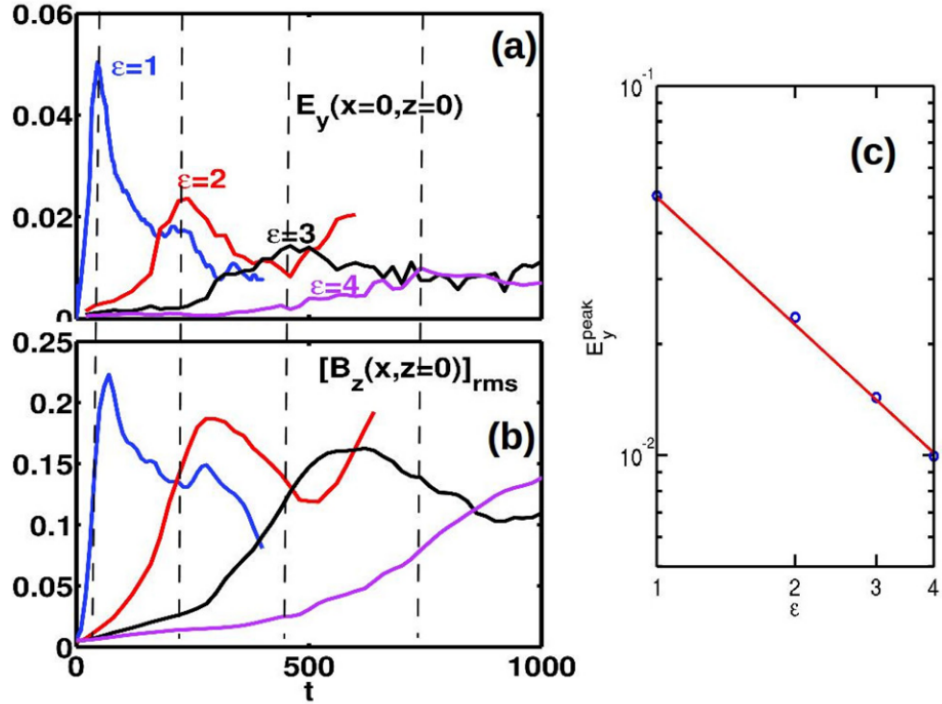 (a)
0.06
0.04
0.02
0
ε=1
E_y(x=0,z=0)
ε=2
ε=3
ε=4
(b)
0.25
0.2
0.15
0.1
0.05
0
[B_z(x,z=0)]_rms
0 500 1000
t
(c)
10^-1
10^-2
E_y^peak
1 2 3 4
ε